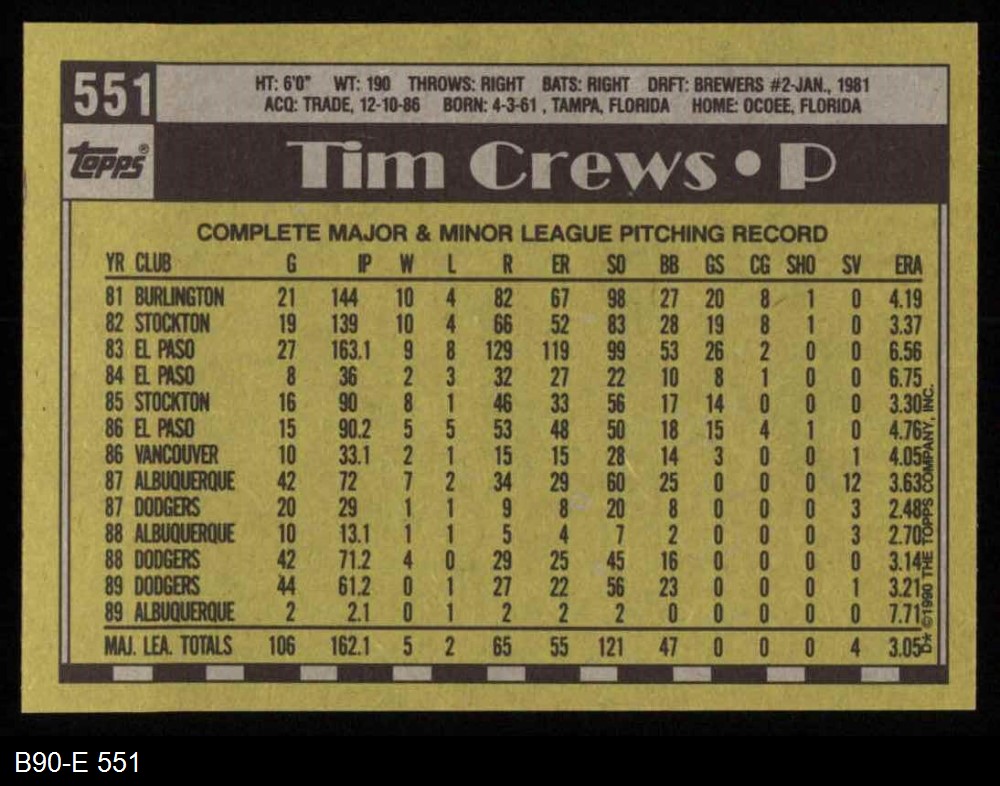 551
HT: 6'0" WT: 190 THROWS: RIGHT BATS: RIGHT DRFT: BREWERS #2-JAN., 1981
ACQ: TRADE, 12-10-86 BORN: 4-3-61 , TAMPA, FLORIDA HOME: OCOEE, FLORIDA
topps®
Tim Crews • P
COMPLETE MAJOR & MINOR LEAGUE PITCHING RECORD
YR CLUB G IP W L R ER SO BB GS CG SHO SV ERA
81 BURLINGTON 21 144 10 4 82 67 98 27 20 8 1 0 4.19
82 STOCKTON 19 139 10 4 66 52 83 28 19 8 1 0 3.37
83 EL PASO 27 163.1 9 8 129 119 99 53 26 2 0 0 6.56
84 EL PASO 8 36 2 3 32 27 22 10 8 1 0 0 6.75
85 STOCKTON 16 90 8 1 46 33 56 17 14 0 0 0 3.30
86 EL PASO 15 90.2 5 5 53 48 50 18 15 4 1 0 4.76
86 VANCOUVER 10 33.1 2 1 15 15 28 14 3 0 0 1 4.05
87 ALBUQUERQUE 42 72 7 2 34 29 60 25 0 0 0 12 3.63
87 DODGERS 20 29 1 1 9 8 20 8 0 0 0 3 2.48
88 ALBUQUERQUE 10 13.1 1 1 5 4 7 2 0 0 0 3 2.70
88 DODGERS 42 71.2 4 0 29 25 45 16 0 0 0 0 3.14
89 DODGERS 44 61.2 0 1 27 22 56 23 0 0 0 1 3.21
89 ALBUQUERQUE 2 2.1 0 1 2 2 2 0 0 0 0 0 7.71
MAJ. LEA. TOTALS 106 162.1 5 2 65 55 121 47 0 0 0 4 3.05
D* ©1990 THE TOPPS COMPANY, INC.
B90-E 551